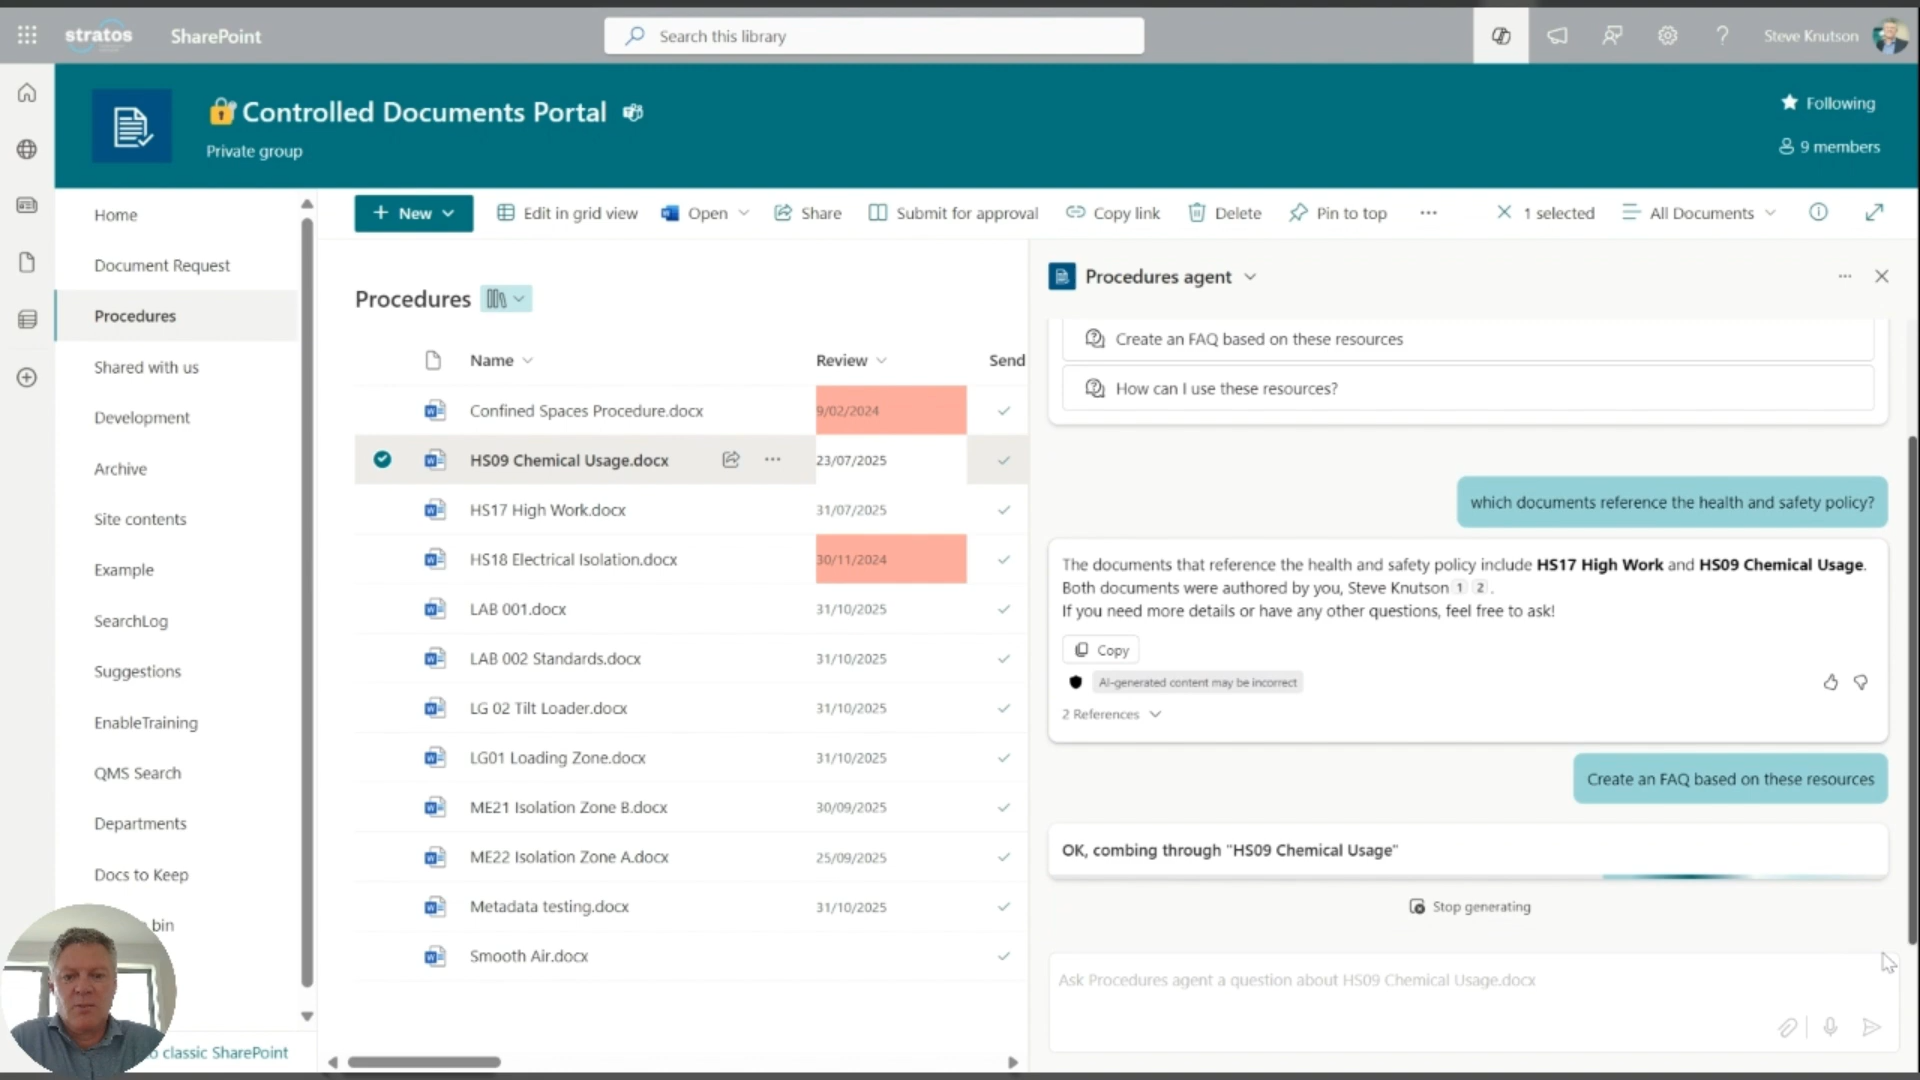 stratos
SharePoint
Search this library
Steve Knutson
Controlled Documents Portal
Private group
Following
9 members
Home
Document Request
Procedures
Shared with us
Development
Archive
Site contents
Example
SearchLog
Suggestions
EnableTraining
QMS Search
Departments
Docs to Keep
bin
classic SharePoint
New
Edit in grid view
Open
Share
Submit for approval
Copy link
Delete
Pin to top
1 selected
All Documents
Procedures
Name
Review
Send
Confined Spaces Procedure.docx
9/02/2024
HS09 Chemical Usage.docx
23/07/2025
HS17 High Work.docx
31/07/2025
HS18 Electrical Isolation.docx
30/11/2024
LAB 001.docx
31/10/2025
LAB 002 Standards.docx
31/10/2025
LG 02 Tilt Loader.docx
31/10/2025
LG01 Loading Zone.docx
31/10/2025
ME21 Isolation Zone B.docx
30/09/2025
ME22 Isolation Zone A.docx
25/09/2025
Metadata testing.docx
31/10/2025
Smooth Air.docx
Procedures agent
Create an FAQ based on these resources
How can I use these resources?
which documents reference the health and safety policy?
The documents that reference the health and safety policy include HS17 High Work and HS09 Chemical Usage.
Both documents were authored by you, Steve Knutson 1 2 .
If you need more details or have any other questions, feel free to ask!
Copy
AI-generated content may be incorrect
2 References
Create an FAQ based on these resources
OK, combing through "HS09 Chemical Usage"
Stop generating
Ask Procedures agent a question about HS09 Chemical Usage.docx